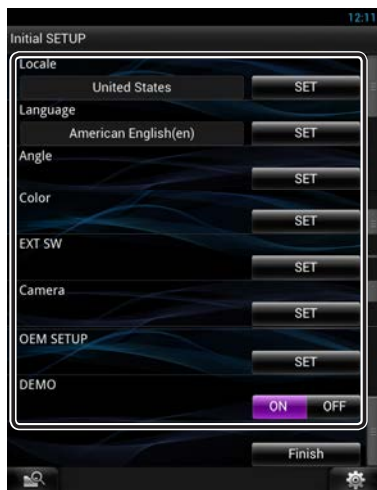 12:11
Initial SETUP
Locale
United States SET
Language
American English(en) SET
Angle
SET
Color
SET
EXT SW
SET
Camera
SET
OEM SETUP
SET
DEMO
ON OFF
Finish